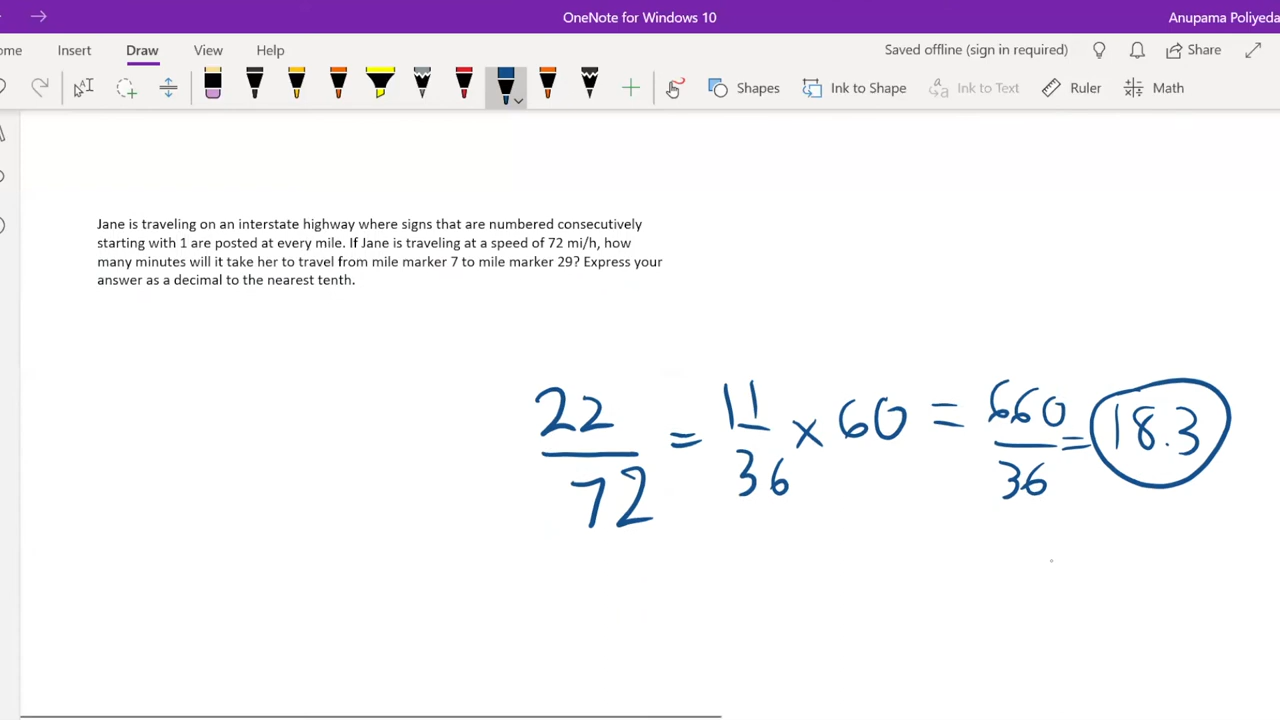 OneNote for Windows 10
Anupama Poliyeda
ome Insert Draw View Help
Saved offline (sign in required) Share
Shapes Ink to Shape Ink to Text Ruler Math
Jane is traveling on an interstate highway where signs that are numbered consecutively
starting with 1 are posted at every mile. If Jane is traveling at a speed of 72 mi/h, how
many minutes will it take her to travel from mile marker 7 to mile marker 29? Express your
answer as a decimal to the nearest tenth.
22/72 = 11/36 × 60 = 660/36 = 18.3